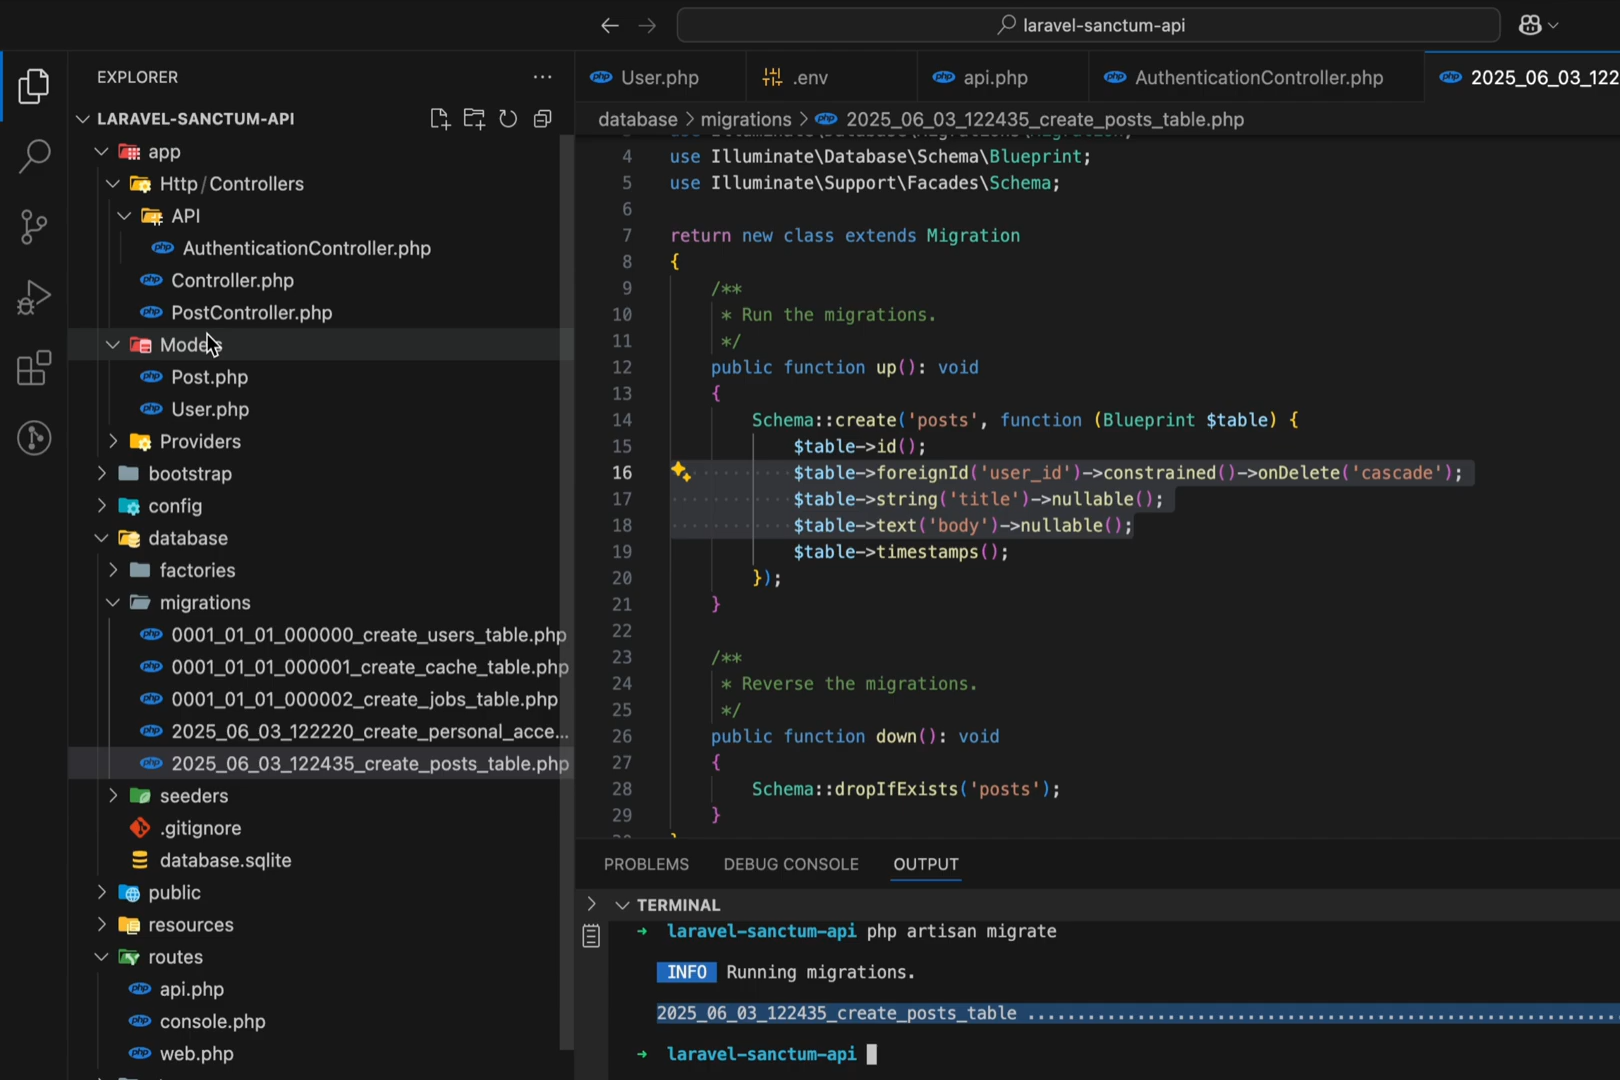 laravel-sanctum-api
EXPLORER
LARAVEL-SANCTUM-API
app
Http/Controllers
API
AuthenticationController.php
Controller.php
PostController.php
Models
Post.php
User.php
Providers
bootstrap
config
database
factories
migrations
0001_01_01_000000_create_users_table.php
0001_01_01_000001_create_cache_table.php
0001_01_01_000002_create_jobs_table.php
2025_06_03_122220_create_personal_acce...
2025_06_03_122435_create_posts_table.php
seeders
.gitignore
database.sqlite
public
resources
routes
api.php
console.php
web.php
User.php
.env
api.php
AuthenticationController.php
2025_06_03_122
database > migrations > 2025_06_03_122435_create_posts_table.php
4 use Illuminate\Database\Schema\Blueprint;
5 use Illuminate\Support\Facades\Schema;
6
7 return new class extends Migration
8 {
9 /**
10 * Run the migrations.
11 */
12 public function up(): void
13 {
14 Schema::create('posts', function (Blueprint $table) {
15 $table->id();
16 $table->foreignId('user_id')->constrained()->onDelete('cascade');
17 $table->string('title')->nullable();
18 $table->text('body')->nullable();
19 $table->timestamps();
20 });
21 }
22
23 /**
24 * Reverse the migrations.
25 */
26 public function down(): void
27 {
28 Schema::dropIfExists('posts');
29 }
PROBLEMS DEBUG CONSOLE OUTPUT
TERMINAL
→ laravel-sanctum-api php artisan migrate
INFO Running migrations.
2025_06_03_122435_create_posts_table ........................................................
→ laravel-sanctum-api